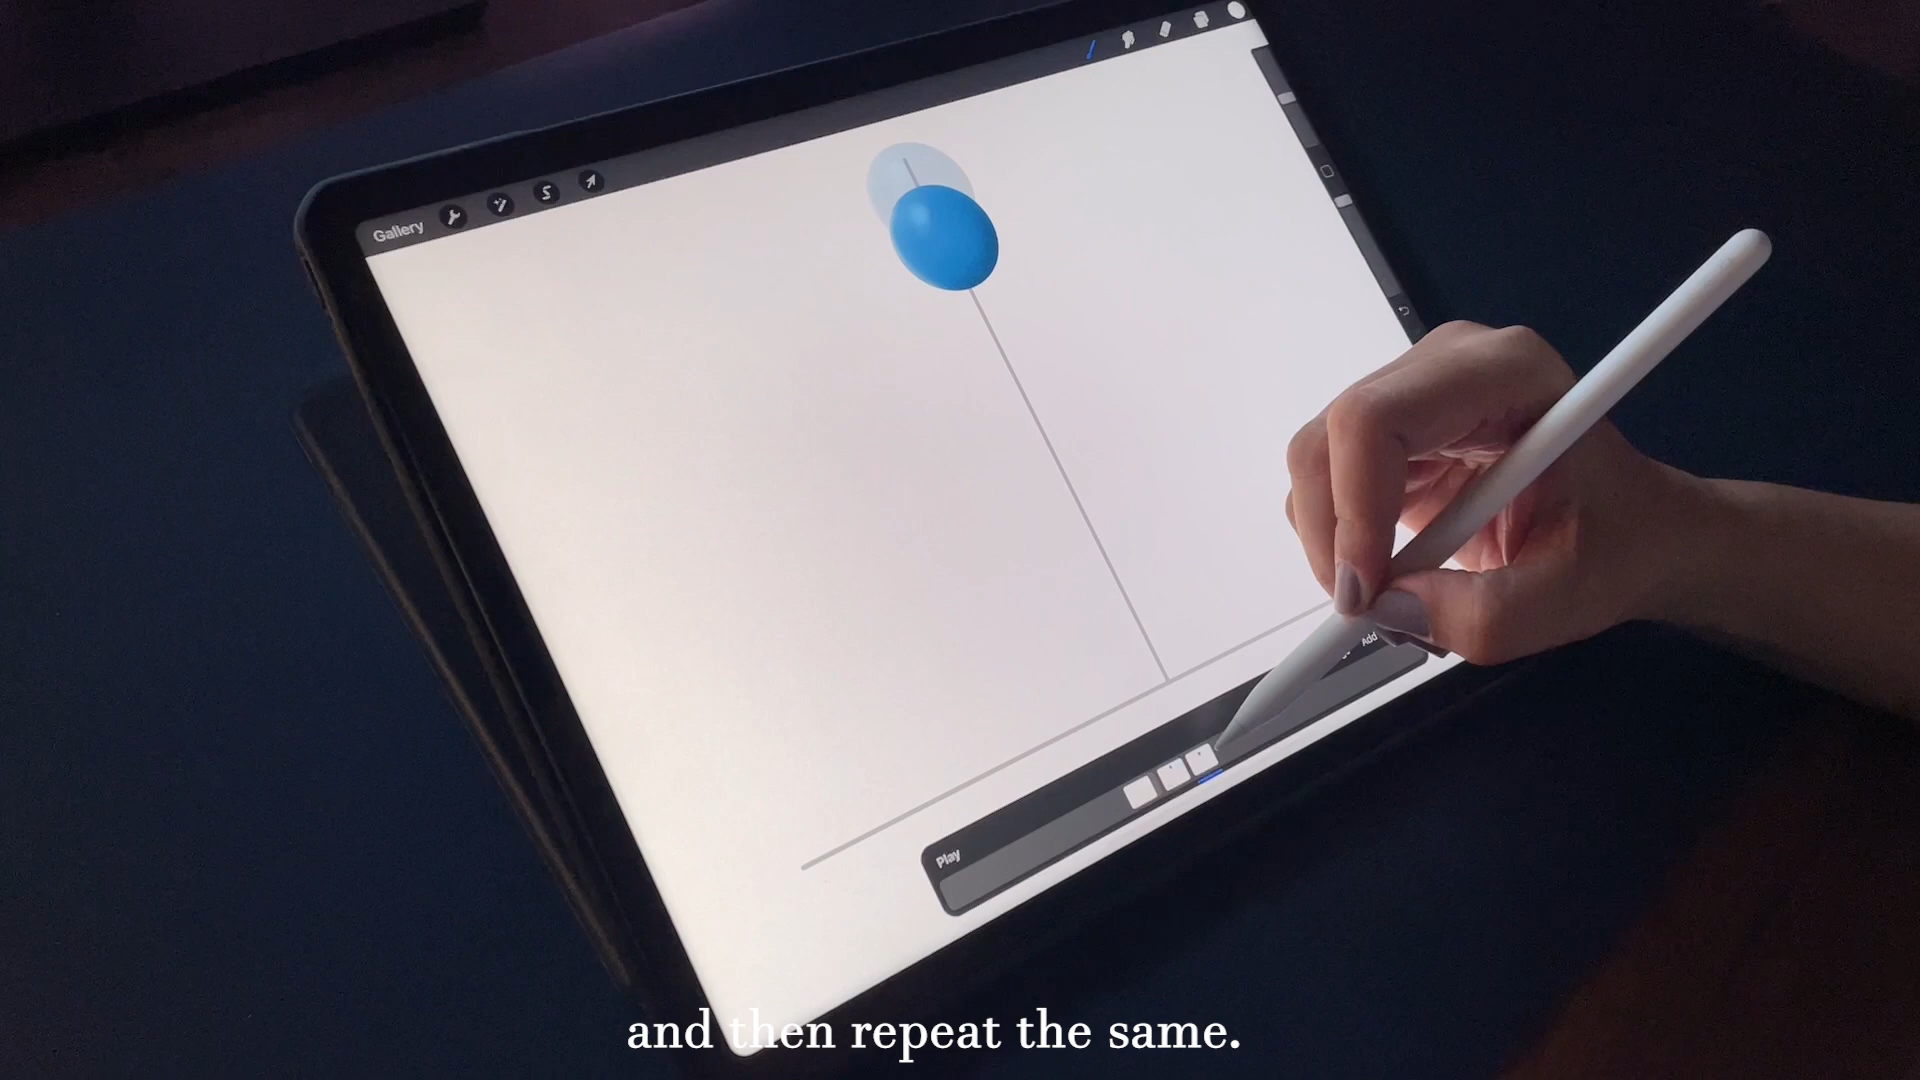 Gallery
Add
Play
and then repeat the same.